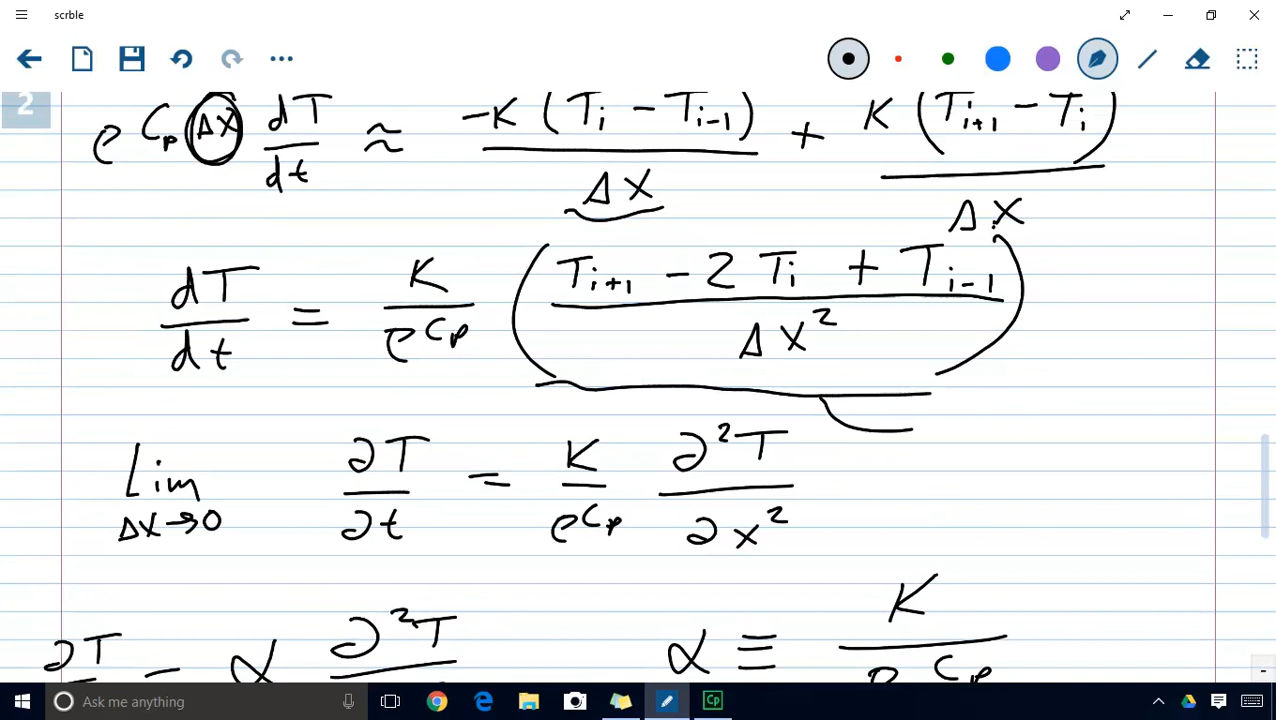 scrble
2
ρ Cp Δx dT/dt ≈ -K (Ti - Ti-1)/Δx + K (Ti+1 - Ti)/Δx
dT/dt = K/ρCp ( (Ti+1 - 2 Ti + Ti-1)/Δx² )
Lim Δx→0 ∂T/∂t = K/ρCp ∂²T/∂x²
∂T = α ∂²T α ≡ K/ρCp
Ask me anything
Cp